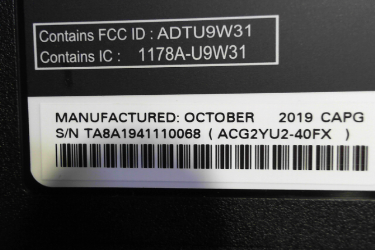 Contains FCC ID : ADTU9W31
Contains IC : 1178A-U9W31
MANUFACTURED: OCTOBER 2019 CAPG
S/N TA8A1941110068 ( ACG2YU2-40FX )